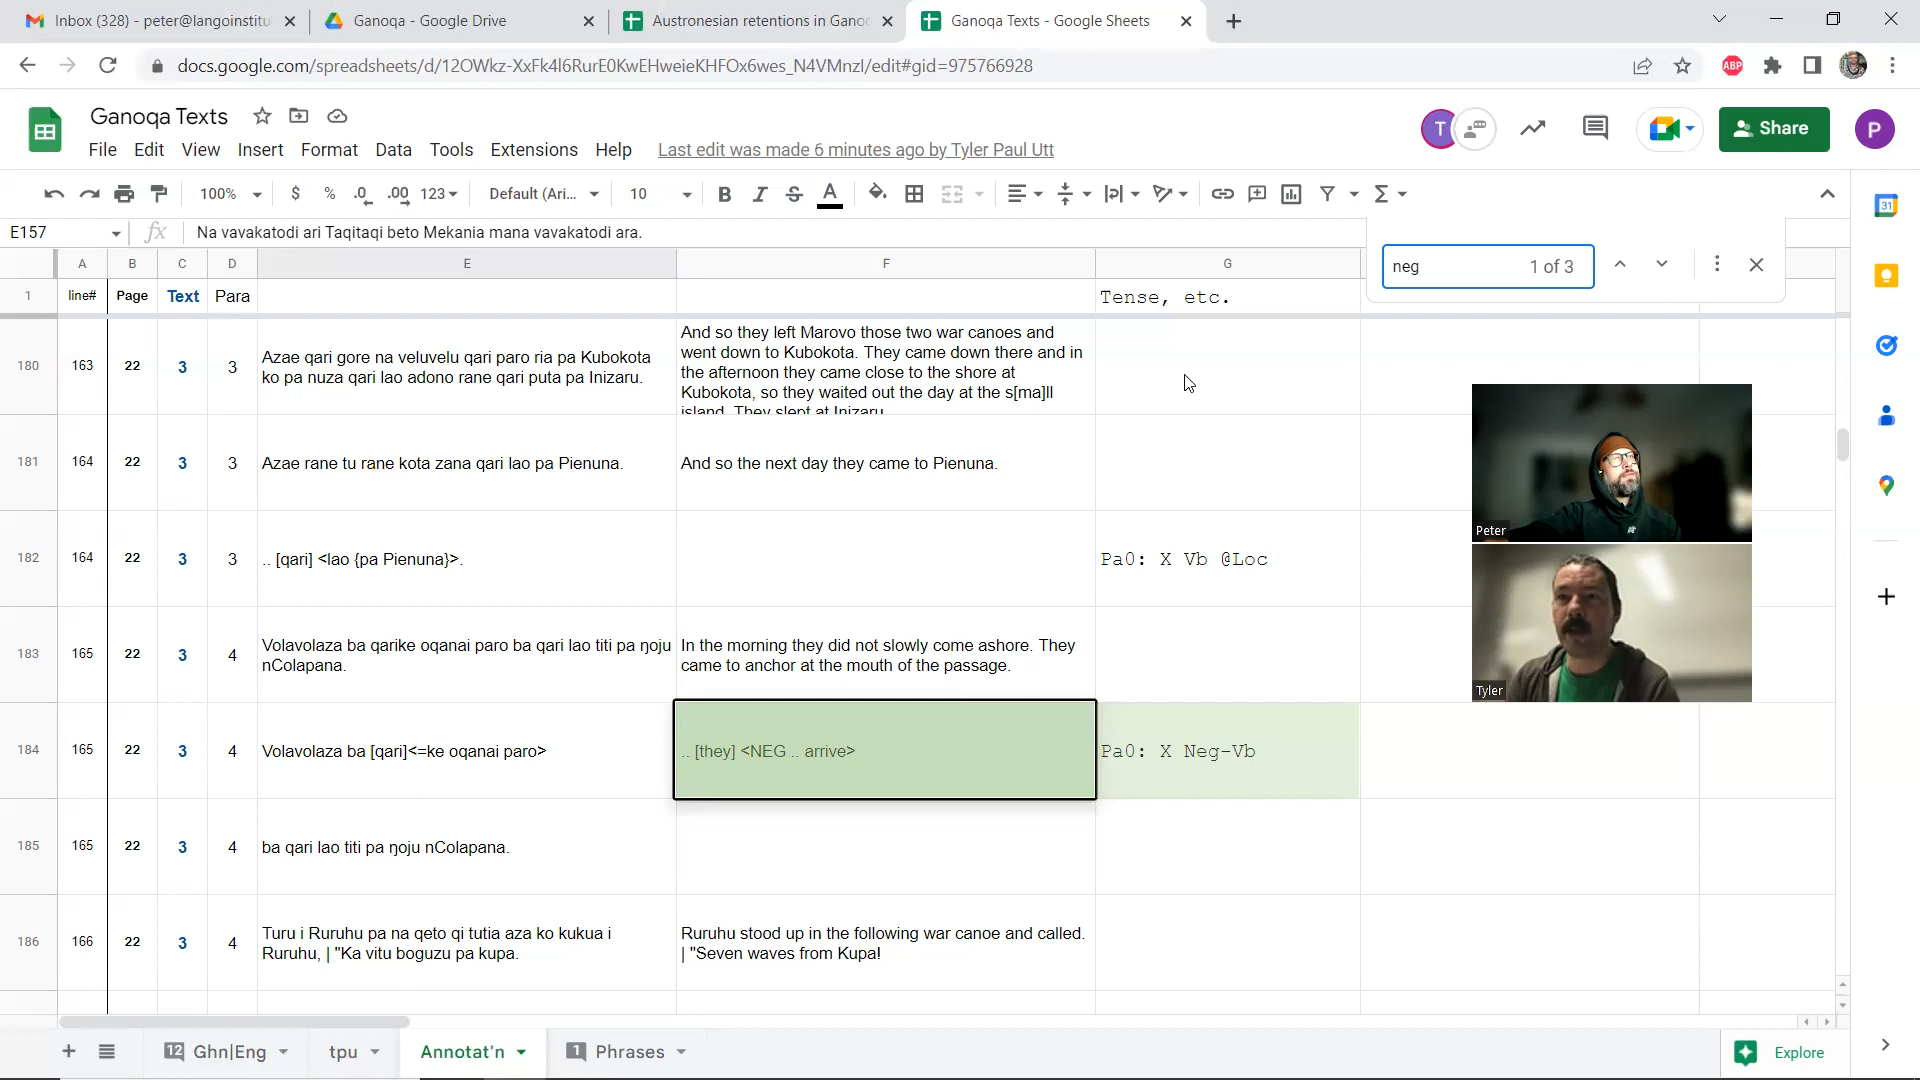 Inbox (328) - peter@langoinstitu
Ganoqa - Google Drive
Austronesian retentions in Ganoq
Ganoqa Texts - Google Sheets
docs.google.com/spreadsheets/d/12OWkz-XxFk4l6RurE0KwEHweieKHFOx6wes_N4VMnzI/edit#gid=975766928
ABP
Ganoqa Texts
T
Share
P
File Edit View Insert Format Data Tools Extensions Help Last edit was made 6 minutes ago by Tyler Paul Utt
100% $ % .0 .00 123 Default (Ari... 10 B I S A Σ
31
E157 fx Na vavakatodi ari Taqitaqi beto Mekania mana vavakatodi ara.
neg 1 of 3
A B C D E F G
1 line# Page Text Para Tense, etc.
180 163 22 3 3
Azae qari gore na veluvelu qari paro ria pa Kubokota
ko pa nuza qari lao adono rane qari puta pa Inizaru.
And so they left Marovo those two war canoes and
went down to Kubokota. They came down there and in
the afternoon they came close to the shore at
Kubokota, so they waited out the day at the s[ma]ll
island. They slept at Inizaru
181 164 22 3 3 Azae rane tu rane kota zana qari lao pa Pienuna. And so the next day they came to Pienuna.
Peter
182 164 22 3 3 .. [qari] <lao {pa Pienuna}>. Pa0: X Vb @Loc
183 165 22 3 4
Volavolaza ba qarike oqanai paro ba qari lao titi pa ŋoju
nColapana.
In the morning they did not slowly come ashore. They
came to anchor at the mouth of the passage.
Tyler
184 165 22 3 4 Volavolaza ba [qari]<=ke oqanai paro> .. [they] <NEG .. arrive> Pa0: X Neg-Vb
185 165 22 3 4 ba qari lao titi pa ŋoju nColapana.
186 166 22 3 4
Turu i Ruruhu pa na qeto qi tutia aza ko kukua i
Ruruhu, | "Ka vitu boguzu pa kupa.
Ruruhu stood up in the following war canoe and called.
| "Seven waves from Kupa!
12 Ghn|Eng tpu Annotat'n 1 Phrases Explore